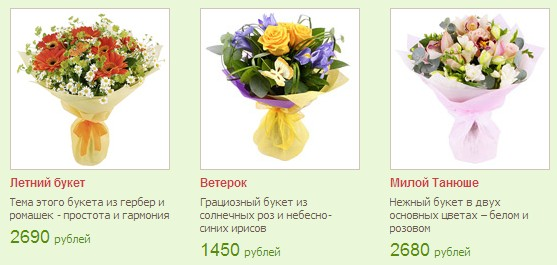 Летний букет
Тема этого букета из гербер и
ромашек - простота и гармония
2690 рублей
Ветерок
Грациозный букет из
солнечных роз и небесно-
синих ирисов
1450 рублей
Милой Танюше
Нежный букет в двух
основных цветах – белом и
розовом
2680 рублей